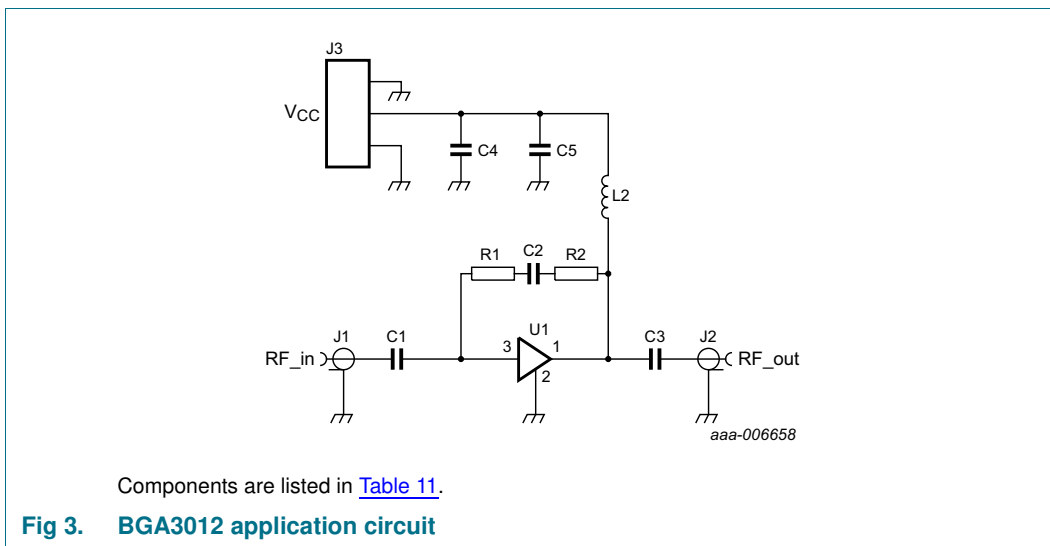 J3
VCC
C4
C5
L2
R1
C2
R2
U1
J1
C1
3
1
C3
J2
RF_in
RF_out
2
aaa-006658
Components are listed in Table 11.
Fig 3. BGA3012 application circuit